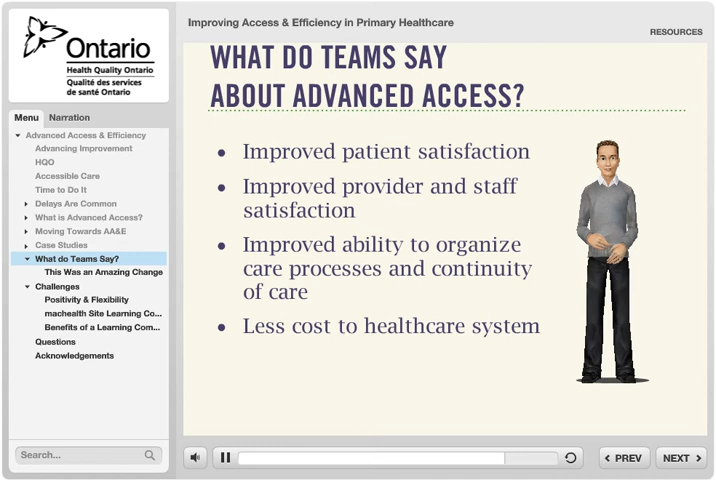 Ontario
Health Quality Ontario
Qualité des services
de santé Ontario
Improving Access & Efficiency in Primary Healthcare
RESOURCES
Menu
Narration
Advanced Access & Efficiency
Advancing Improvement
HQO
Accessible Care
Time to Do It
Delays Are Common
What is Advanced Access?
Moving Towards AA&E
Case Studies
What do Teams Say?
This Was an Amazing Change
Challenges
Positivity & Flexibility
machealth Site Learning Co...
Benefits of a Learning Com...
Questions
Acknowledgements
Search...
WHAT DO TEAMS SAY
ABOUT ADVANCED ACCESS?
• Improved patient satisfaction
• Improved provider and staff
satisfaction
• Improved ability to organize
care processes and continuity
of care
• Less cost to healthcare system
PREV
NEXT